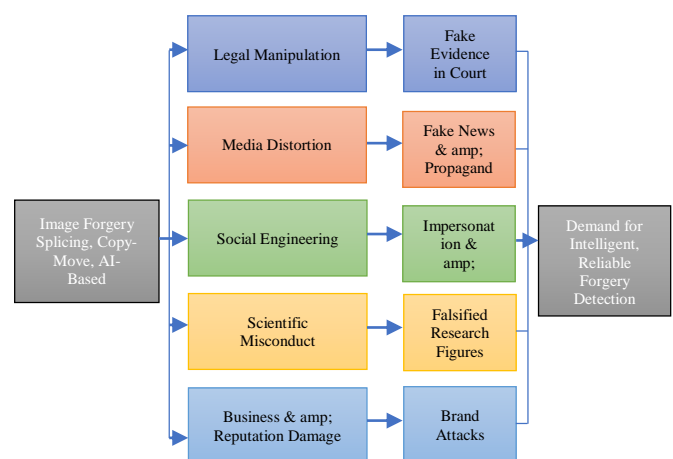 Legal Manipulation
Fake
Evidence
in Court
Media Distortion
Fake News
& amp;
Propagand
Image Forgery
Splicing, Copy-
Move, AI-
Based
Social Engineering
Impersonat
ion &
amp;
Demand for
Intelligent,
Reliable
Forgery
Detection
Scientific
Misconduct
Falsified
Research
Figures
Business & amp;
Reputation Damage
Brand
Attacks